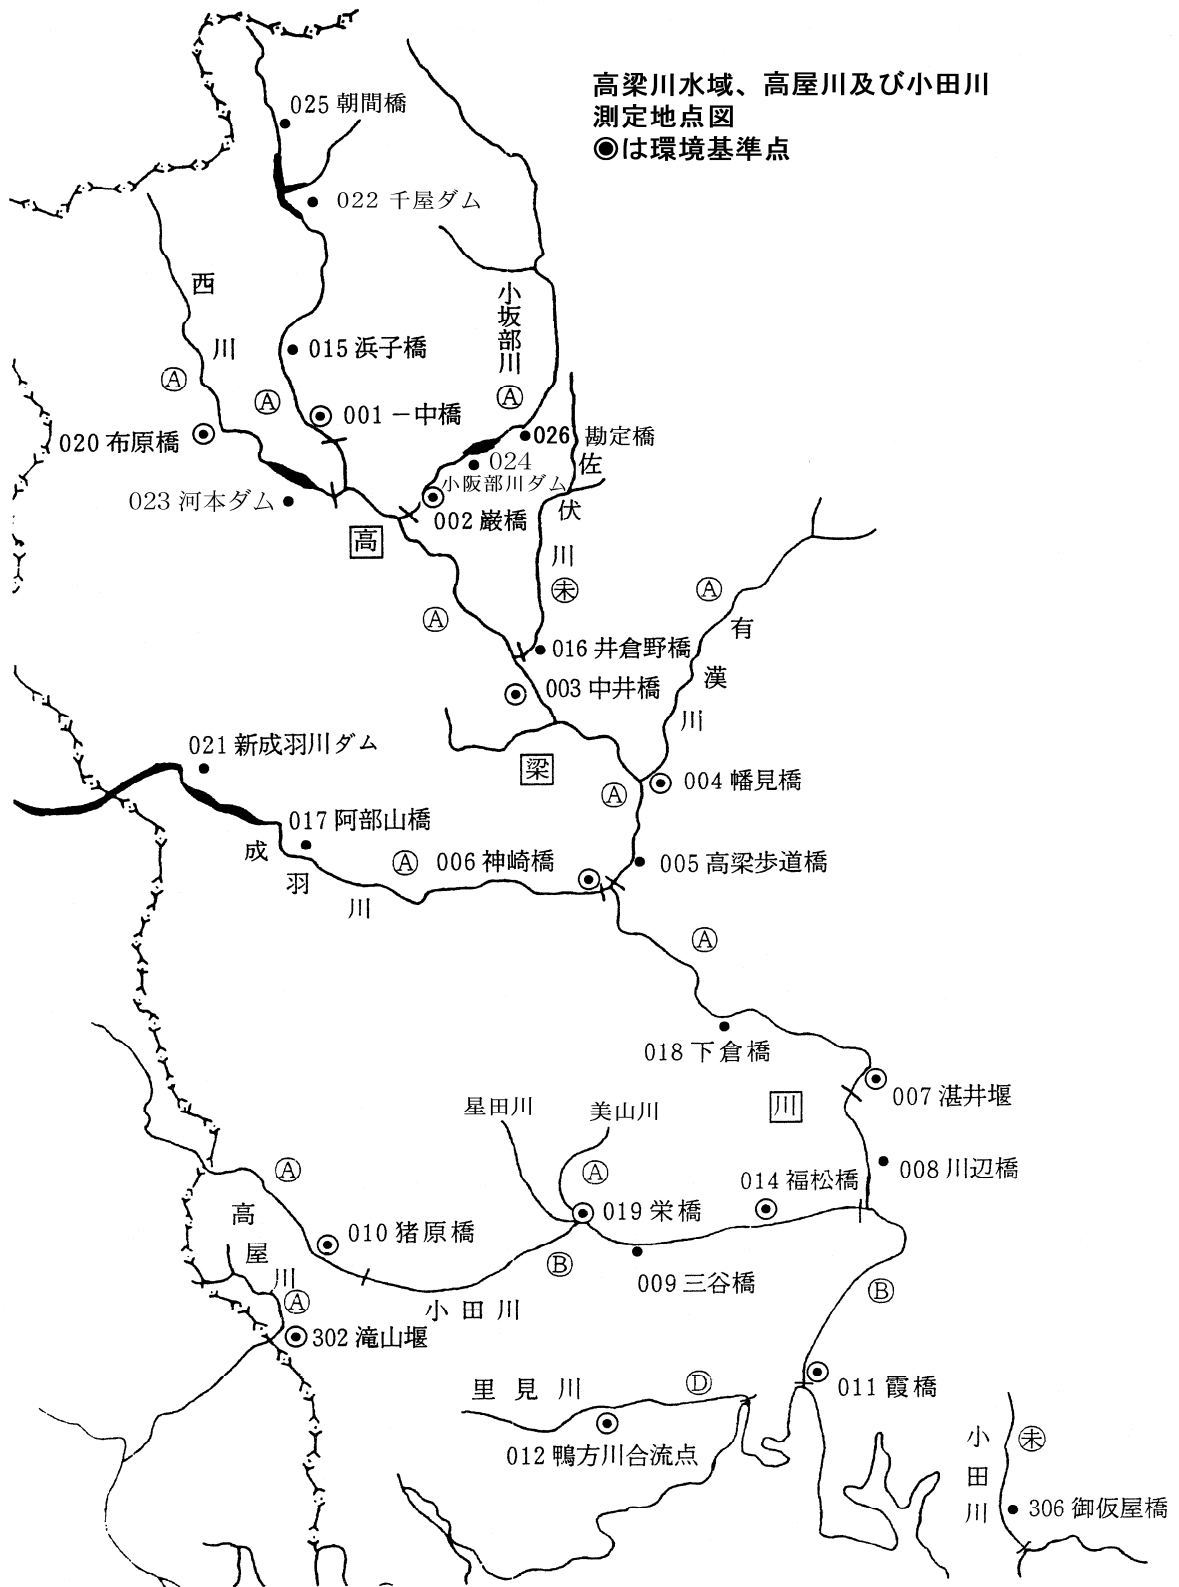 高梁川水域、高屋川及び小田川
測定地点図
◉は環境基準点
025 朝間橋
022 千屋ダム
西川
小坂部川
015 浜子橋
Ⓐ
Ⓐ
Ⓐ
001 一中橋
020 布原橋
026 勘定橋
024
小阪部川ダム
佐伏川
023 河本ダム
002 巌橋
高
㊍
Ⓐ
Ⓐ
有漢川
016 井倉野橋
003 中井橋
021 新成羽川ダム
梁
004 幡見橋
Ⓐ
017 阿部山橋
成羽川
Ⓐ
006 神崎橋
005 高梁歩道橋
Ⓐ
018 下倉橋
007 湛井堰
川
星田川
美山川
008 川辺橋
Ⓐ
Ⓐ
014 福松橋
019 栄橋
高屋川
010 猪原橋
009 三谷橋
Ⓑ
Ⓑ
Ⓐ
小田川
302 滝山堰
里見川
Ⓓ
011 霞橋
012 鴨方川合流点
小田川
㊍
306 御仮屋橋